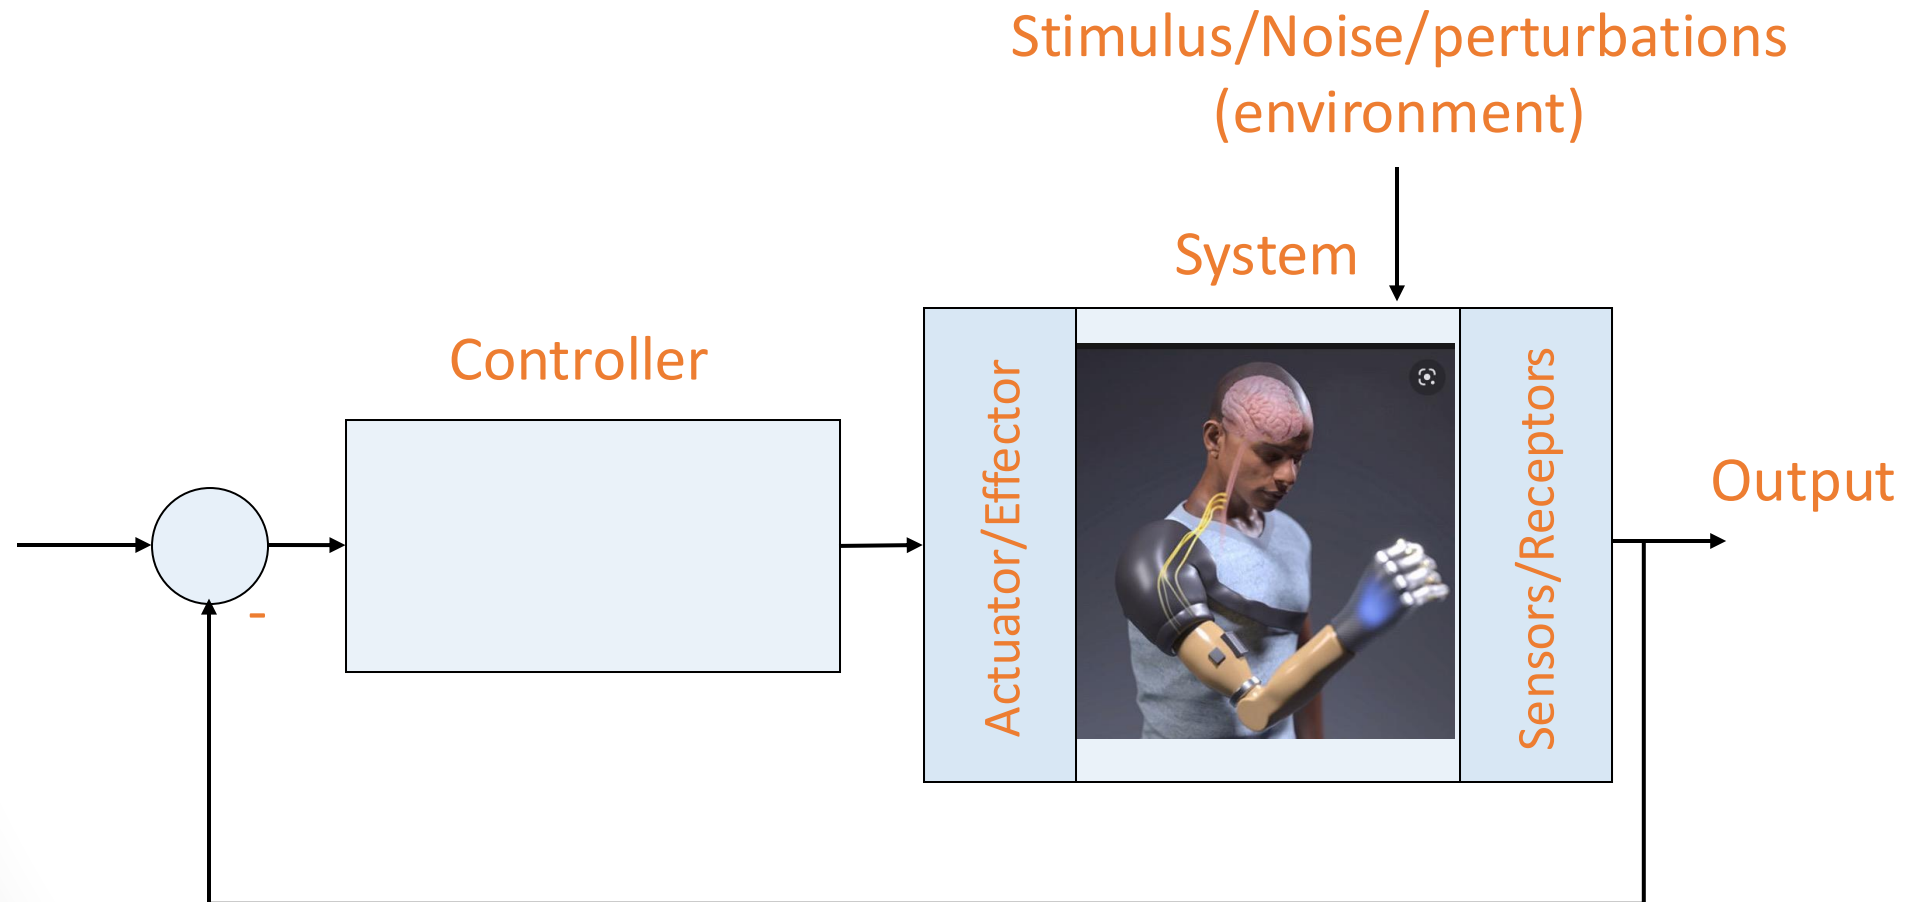 Stimulus/Noise/perturbations
(environment)
System
Controller
Actuator/Effector
Sensors/Receptors
Output
-